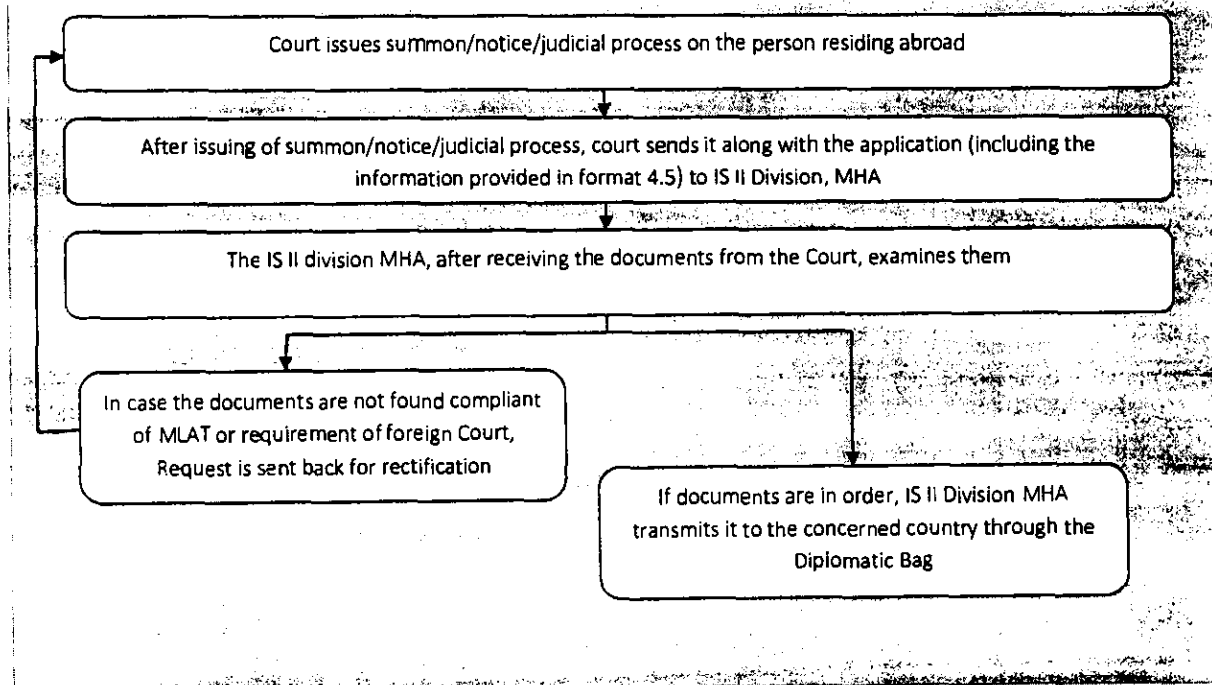 Court issues summon/notice/judicial process on the person residing abroad
After issuing of summon/notice/judicial process, court sends it along with the application (including the
information provided in format 4.5) to IS II Division, MHA
The IS II division MHA, after receiving the documents from the Court, examines them
In case the documents are not found compliant
of MLAT or requirement of foreign Court,
Request is sent back for rectification
If documents are in order, IS II Division MHA
transmits it to the concerned country through the
Diplomatic Bag